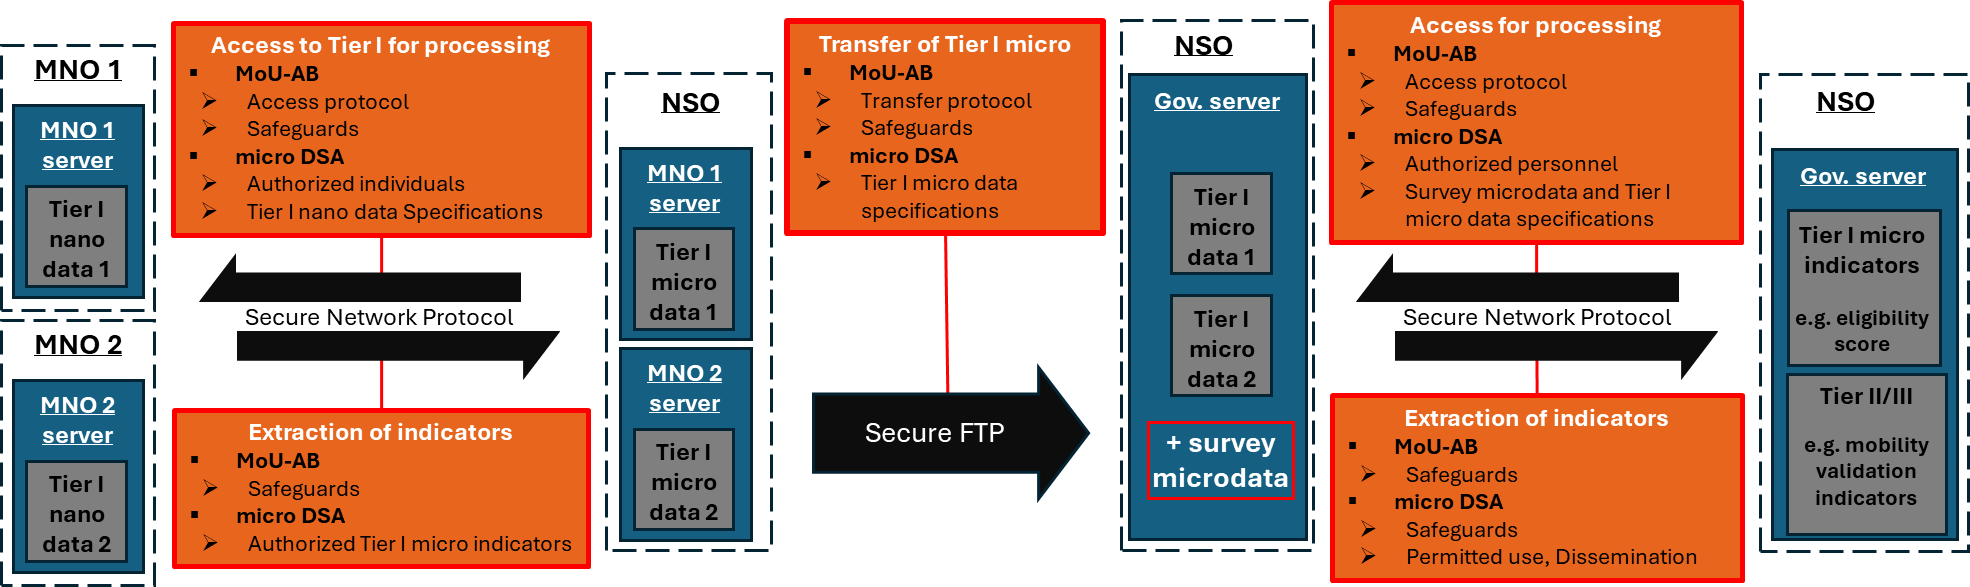 MNO 1
MNO 1
server
Tier I
nano
data 1
MNO 2
MNO 2
server
Tier I
nano
data 2
Access to Tier I for processing
▪ MoU-AB
➢ Access protocol
➢ Safeguards
▪ micro DSA
➢ Authorized individuals
➢ Tier I nano data Specifications
Secure Network Protocol
Extraction of indicators
▪ MoU-AB
➢ Safeguards
▪ micro DSA
➢ Authorized Tier I micro indicators
NSO
MNO 1
server
Tier I
micro
data 1
MNO 2
server
Tier I
micro
data 2
Transfer of Tier I micro
▪ MoU-AB
➢ Transfer protocol
➢ Safeguards
▪ micro DSA
➢ Tier I micro data
specifications
Secure FTP
NSO
Gov. server
Tier I
micro
data 1
Tier I
micro
data 2
+ survey
microdata
Access for processing
▪ MoU-AB
➢ Access protocol
➢ Safeguards
▪ micro DSA
➢ Authorized personnel
➢ Survey microdata and Tier I
micro data specifications
Secure Network Protocol
Extraction of indicators
▪ MoU-AB
➢ Safeguards
▪ micro DSA
➢ Safeguards
➢ Permitted use, Dissemination
NSO
Gov. server
Tier I micro
indicators
e.g. eligibility
score
Tier II/III
e.g. mobility
validation
indicators